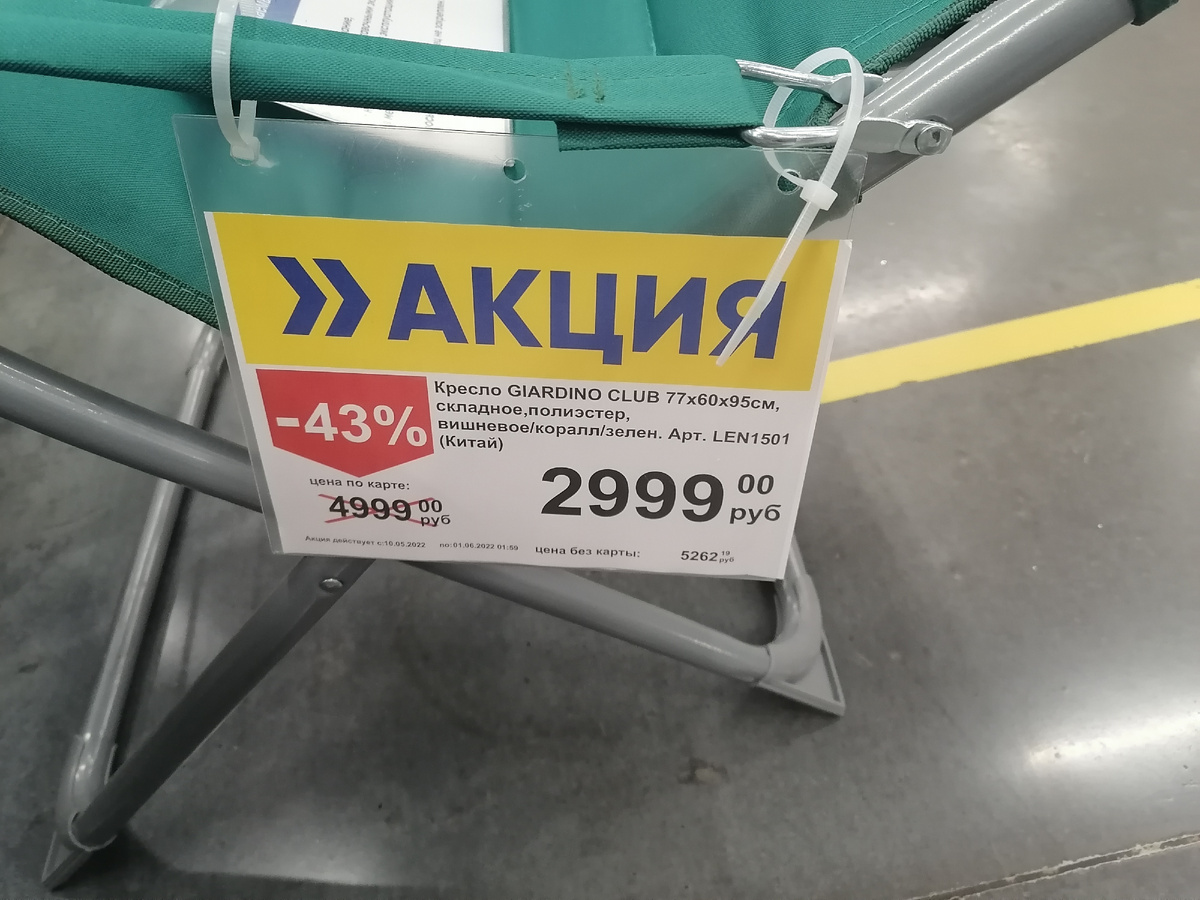 »АКЦИЯ
-43%
Кресло GIARDINO CLUB 77х60х95см,
складное,полиэстер,
вишневое/коралл/зелен. Арт. LEN1501
(Китай)
цена по карте:
4999 00 руб
2999 00 руб
Акция действует с:10.05.2022 по:01.06.2022 01:59
цена без карты: 5262 19 руб